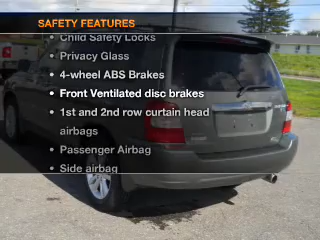 SAFETY FEATURES
• Child Safety Locks
• Privacy Glass
• 4-wheel ABS Brakes
• Front Ventilated disc brakes
• 1st and 2nd row curtain head
airbags
• Passenger Airbag
• Side airbag